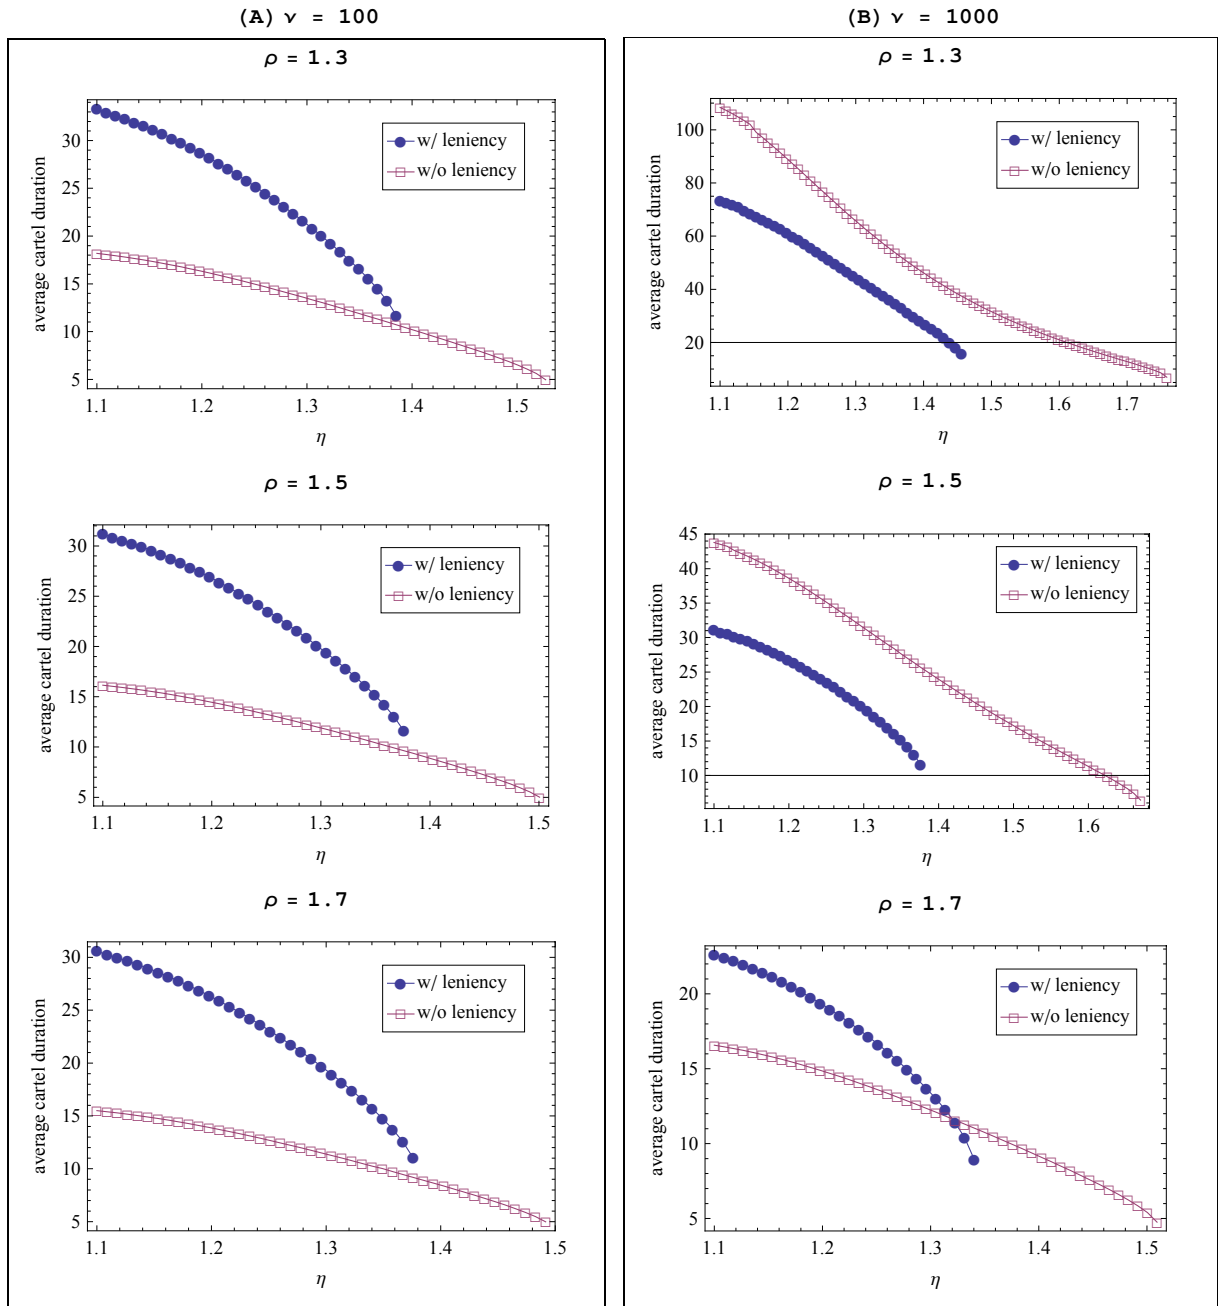 (A) ν = 100
ρ = 1.3
average cartel duration
30
25
20
15
10
5
w/ leniency
w/o leniency
1.1 1.2 1.3 1.4 1.5
η
ρ = 1.5
average cartel duration
30
25
20
15
10
5
w/ leniency
w/o leniency
1.1 1.2 1.3 1.4 1.5
η
ρ = 1.7
average cartel duration
30
25
20
15
10
5
w/ leniency
w/o leniency
1.1 1.2 1.3 1.4 1.5
η
(B) ν = 1000
ρ = 1.3
average cartel duration
100
80
60
40
20
w/ leniency
w/o leniency
1.1 1.2 1.3 1.4 1.5 1.6 1.7
η
ρ = 1.5
average cartel duration
45
40
35
30
25
20
15
10
w/ leniency
w/o leniency
1.1 1.2 1.3 1.4 1.5 1.6
η
ρ = 1.7
average cartel duration
20
15
10
5
w/ leniency
w/o leniency
1.1 1.2 1.3 1.4 1.5
η